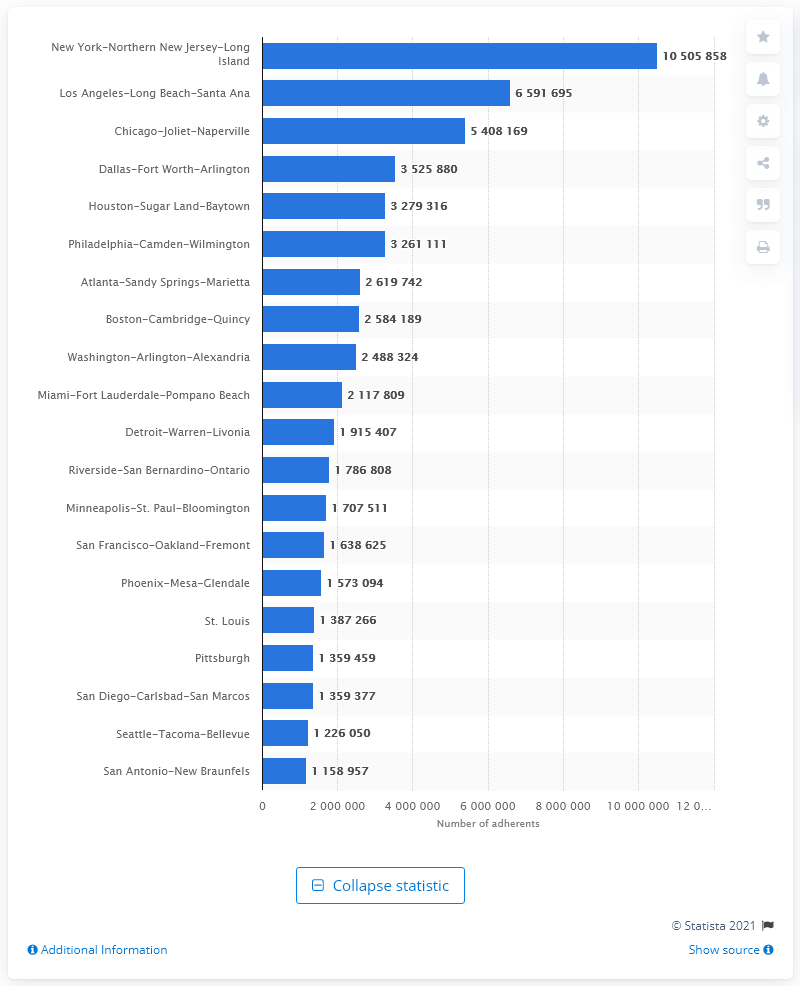 New York-Northern New Jersey-Long
Island
10 505 858
Los Angeles-Long Beach-Santa Ana
6 591 695
Chicago-Joliet-Naperville
5 408 169
Dallas-Fort Worth-Arlington
3 525 880
Houston-Sugar Land-Baytown
3 279 316
Philadelphia-Camden-Wilmington
3 261 111
Atlanta-Sandy Springs-Marietta
2 619 742
Boston-Cambridge-Quincy
2 584 189
Washington-Arlington-Alexandria
2 488 324
Miami-Fort Lauderdale-Pompano Beach
2 117 809
Detroit-Warren-Livonia
1 915 407
Riverside-San Bernardino-Ontario
1 786 808
Minneapolis-St. Paul-Bloomington
1 707 511
San Francisco-Oakland-Fremont
1 638 625
Phoenix-Mesa-Glendale
1 573 094
St. Louis
1 387 266
Pittsburgh
1 359 459
San Diego-Carlsbad-San Marcos
1 359 377
Seattle-Tacoma-Bellevue
1 226 050
San Antonio-New Braunfels
1 158 957
0 2 000 000 4 000 000 6 000 000 8 000 000 10 000 000 12 0...
Number of adherents
Collapse statistic
© Statista 2021
Additional Information
Show source